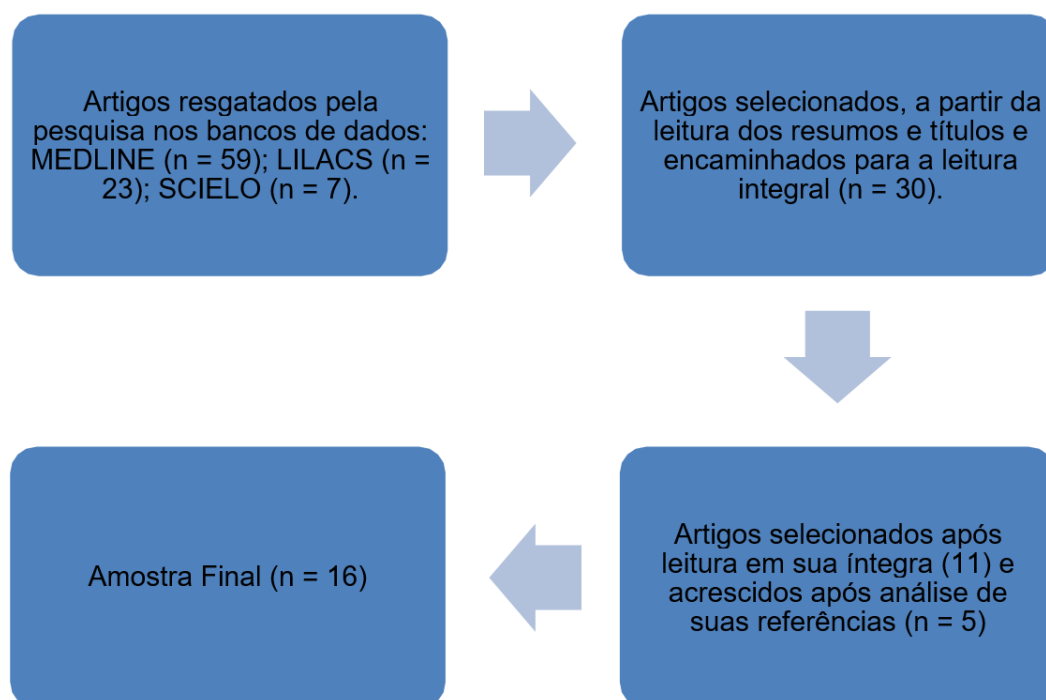 Artigos resgatados pela
pesquisa nos bancos de dados:
MEDLINE (n = 59); LILACS (n =
23); SCIELO (n = 7).
Artigos selecionados, a partir da
leitura dos resumos e títulos e
encaminhados para a leitura
integral (n = 30).
Artigos selecionados após
leitura em sua íntegra (11) e
acrescidos após análise de
suas referências (n = 5)
Amostra Final (n = 16)